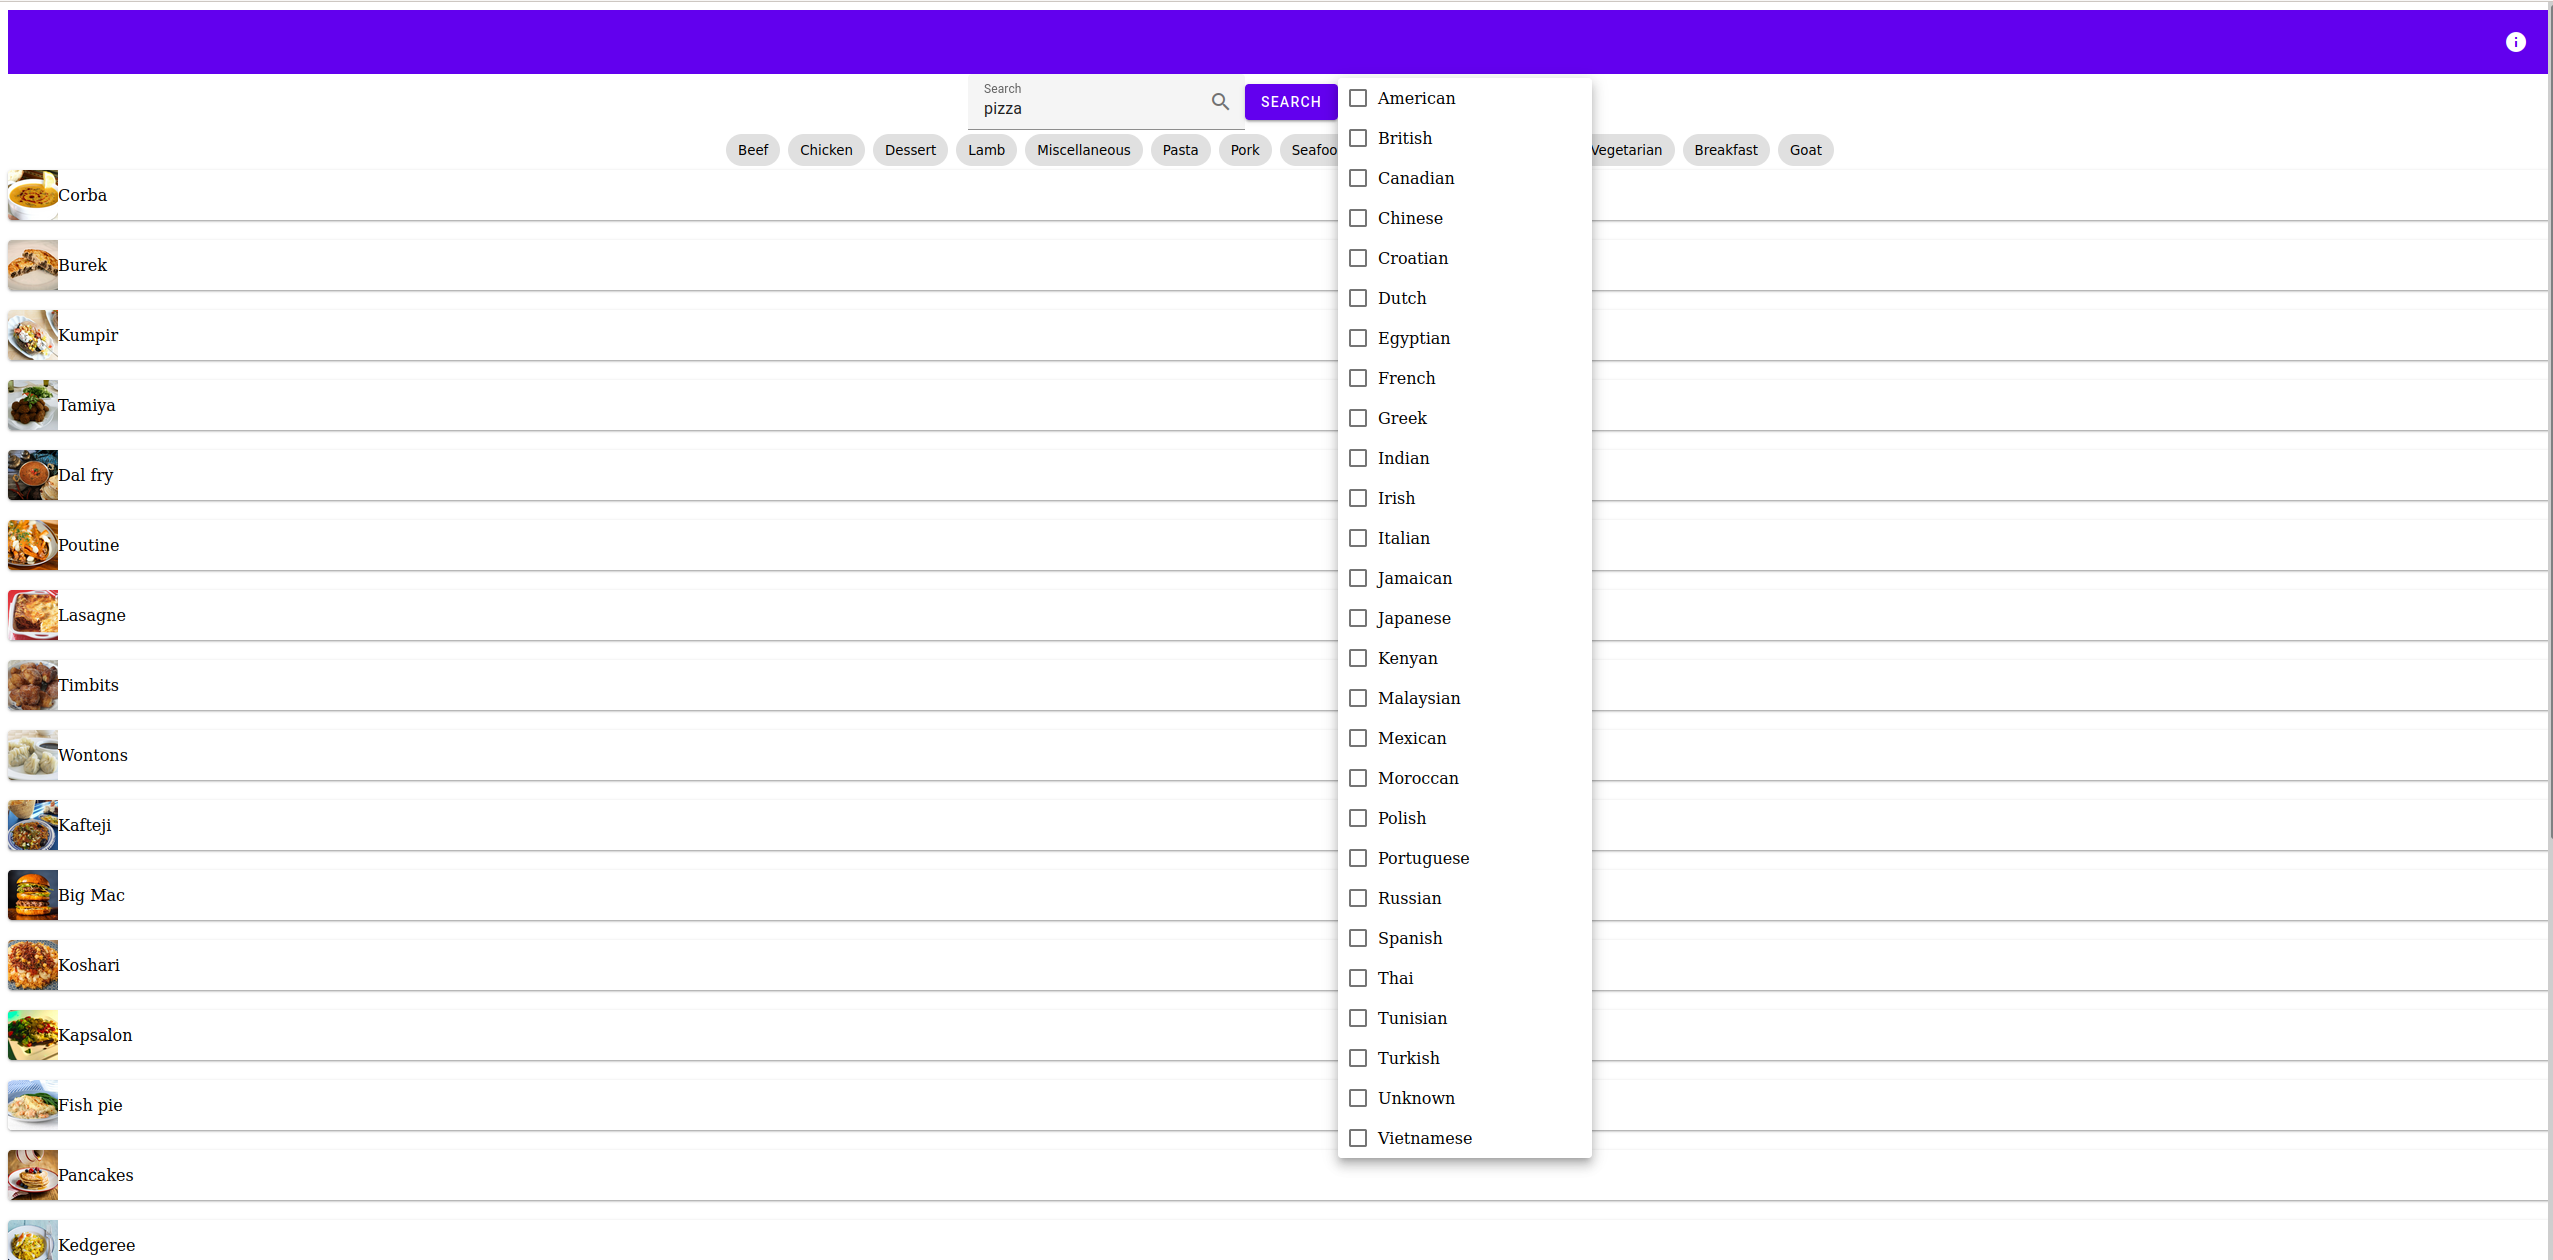 Search
pizza
SEARCH
Beef Chicken Dessert Lamb Miscellaneous Pasta Pork Seafoo Vegetarian Breakfast Goat
American
British
Canadian
Chinese
Croatian
Dutch
Egyptian
French
Greek
Indian
Irish
Italian
Jamaican
Japanese
Kenyan
Malaysian
Mexican
Moroccan
Polish
Portuguese
Russian
Spanish
Thai
Tunisian
Turkish
Unknown
Vietnamese
Corba
Burek
Kumpir
Tamiya
Dal fry
Poutine
Lasagne
Timbits
Wontons
Kafteji
Big Mac
Koshari
Kapsalon
Fish pie
Pancakes
Kedgeree